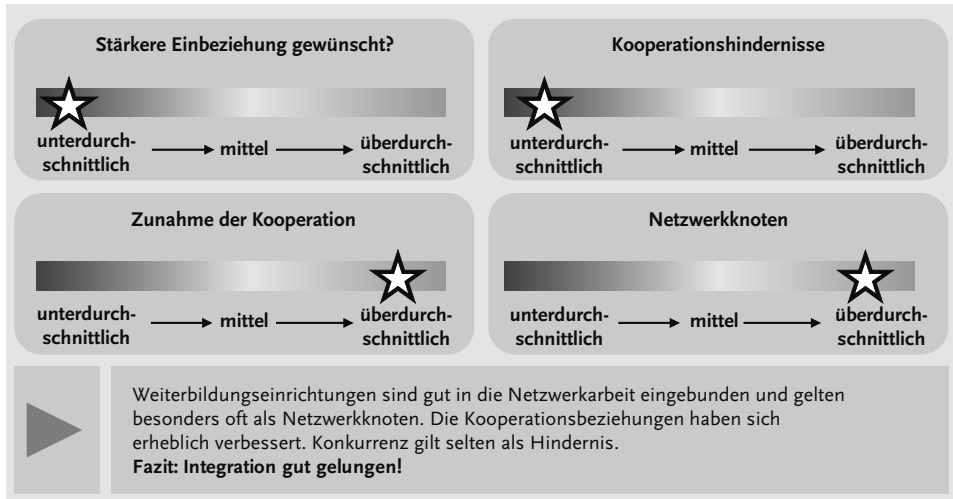 Stärkere Einbeziehung gewünscht?
unterdurch-
schnittlich
mittel
überdurch-
schnittlich
Kooperationshindernisse
unterdurch-
schnittlich
mittel
überdurch-
schnittlich
Zunahme der Kooperation
unterdurch-
schnittlich
mittel
überdurch-
schnittlich
Netzwerkknoten
unterdurch-
schnittlich
mittel
überdurch-
schnittlich
Weiterbildungseinrichtungen sind gut in die Netzwerkarbeit eingebunden und gelten
besonders oft als Netzwerkknoten. Die Kooperationsbeziehungen haben sich
erheblich verbessert. Konkurrenz gilt selten als Hindernis.
Fazit: Integration gut gelungen!